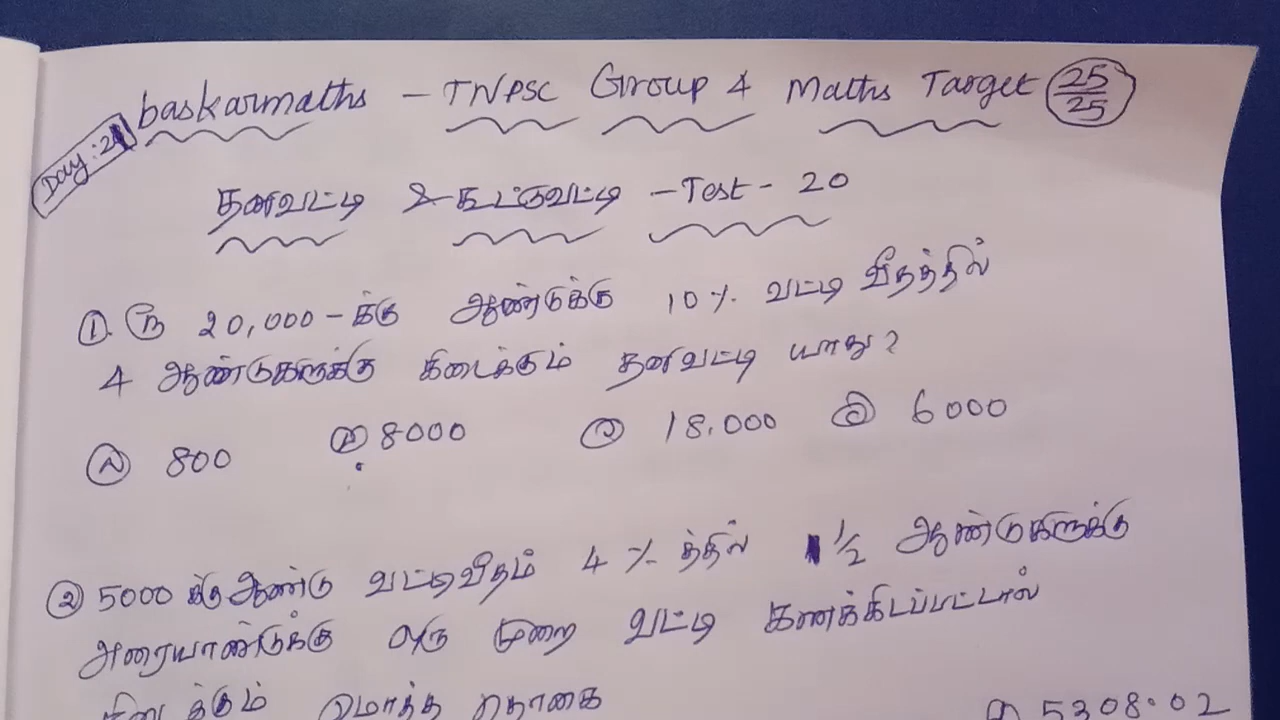 Day: 21
baskarmaths - TNPSC Group 4 Maths Target 25/25
தனிவட்டி & கூட்டுவட்டி - Test - 20
①. ரூ 20,000-க்கு ஆண்டுக்கு 10% வட்டி வீதத்தில்
4 ஆண்டுகளுக்கு கிடைக்கும் தனிவட்டி யாது?
Ⓐ 800 Ⓑ 8000 Ⓒ 18,000 Ⓓ 6000
② 5000 க்கு ஆண்டு வட்டிவீதம் 4% த்தில் 1 1/2 ஆண்டுகளுக்கு
அரையாண்டுக்கு ஒரு முறை வட்டி கணக்கிடப்பட்டால்
கிடைக்கும் மொத்த தொகை
5308.02